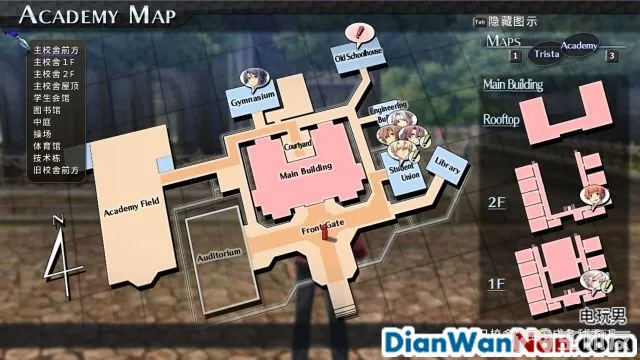 ACADEMY MAP
Tab 隐藏图示
MAPS
1 Trista Academy 3
主校舍前方
主校舍1F
主校舍2F
主校舍屋顶
学生会馆
图书馆
中庭
操场
体育馆
技术栋
旧校舍前方
Old Schoolhouse
Gymnasium
Engineering
Courtyard
Main Building
Student
Union
Library
Academy Field
Front Gate
Auditorium
Main Building
Rooftop
2F
1F
电玩男
DianWanNan.com